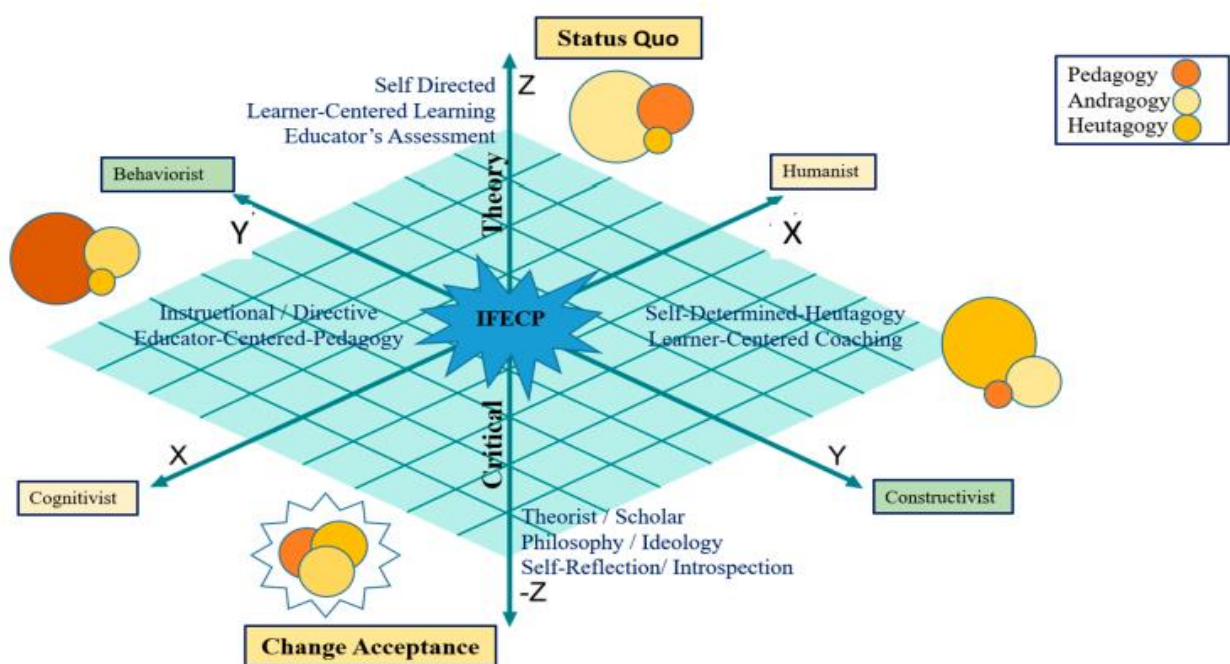 Status Quo
Z
Self Directed
Learner-Centered Learning
Educator's Assessment
Pedagogy
Andragogy
Heutagogy
Behaviorist
Humanist
Theory
Y
X
IFECP
Instructional / Directive
Educator-Centered-Pedagogy
Self-Determined-Heutagogy
Learner-Centered Coaching
Critical
X
Y
Cognitivist
Constructivist
Theorist / Scholar
Philosophy / Ideology
Self-Reflection/ Introspection
-Z
Change Acceptance